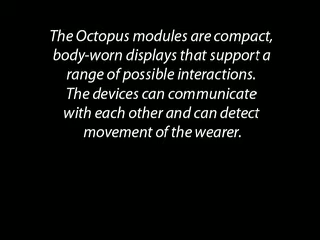 The Octopus modules are compact,
body-worn displays that support a
range of possible interactions.
The devices can communicate
with each other and can detect
movement of the wearer.